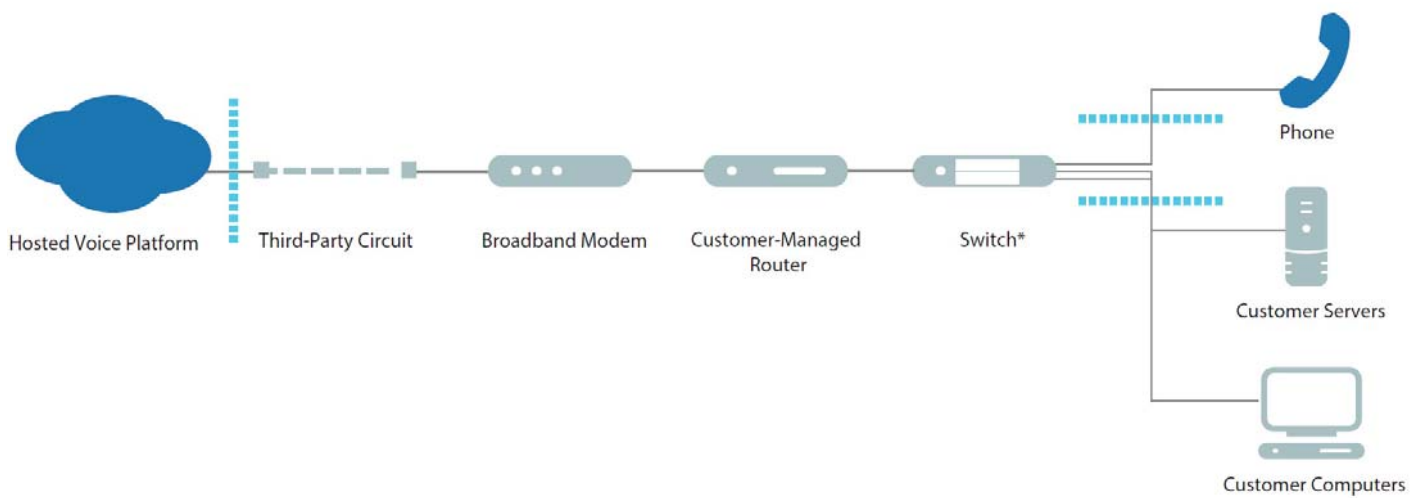 Phone
Hosted Voice Platform
Third-Party Circuit
Broadband Modem
Customer-Managed
Router
Switch*
Customer Servers
Customer Computers